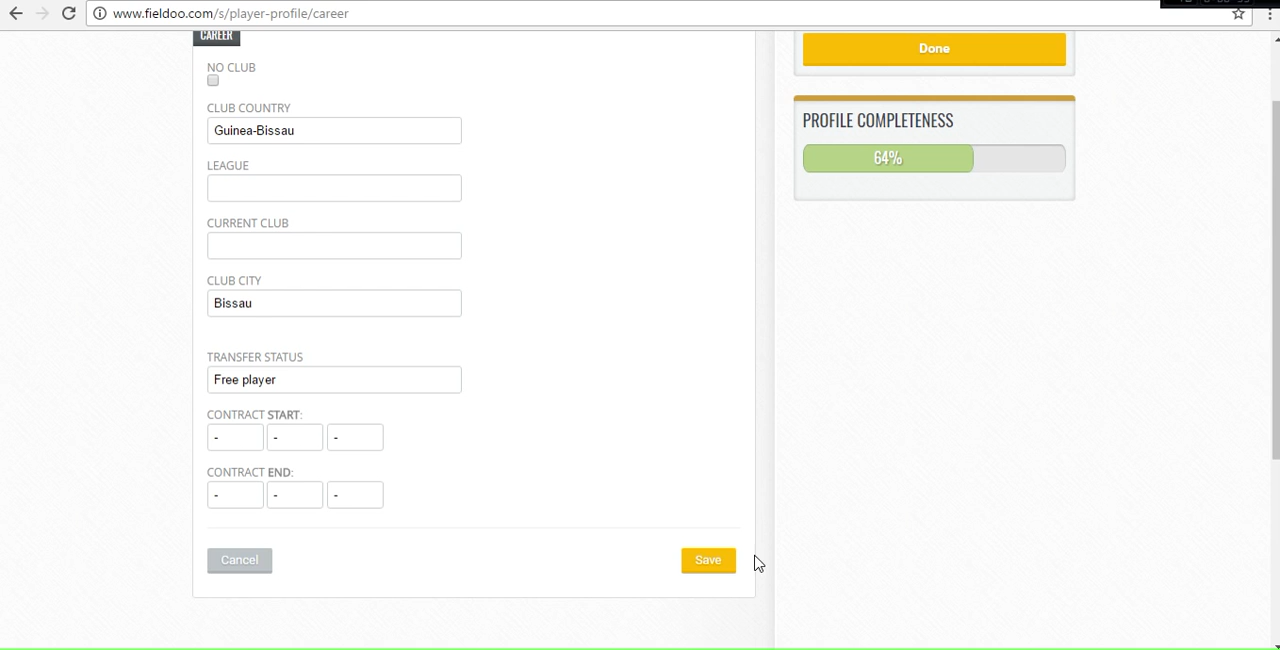 www.fieldoo.com/s/player-profile/career
CAREER
NO CLUB
CLUB COUNTRY
Guinea-Bissau
LEAGUE
CURRENT CLUB
CLUB CITY
Bissau
TRANSFER STATUS
Free player
CONTRACT START:
- - -
CONTRACT END:
- - -
Cancel
Save
Done
PROFILE COMPLETENESS
64%